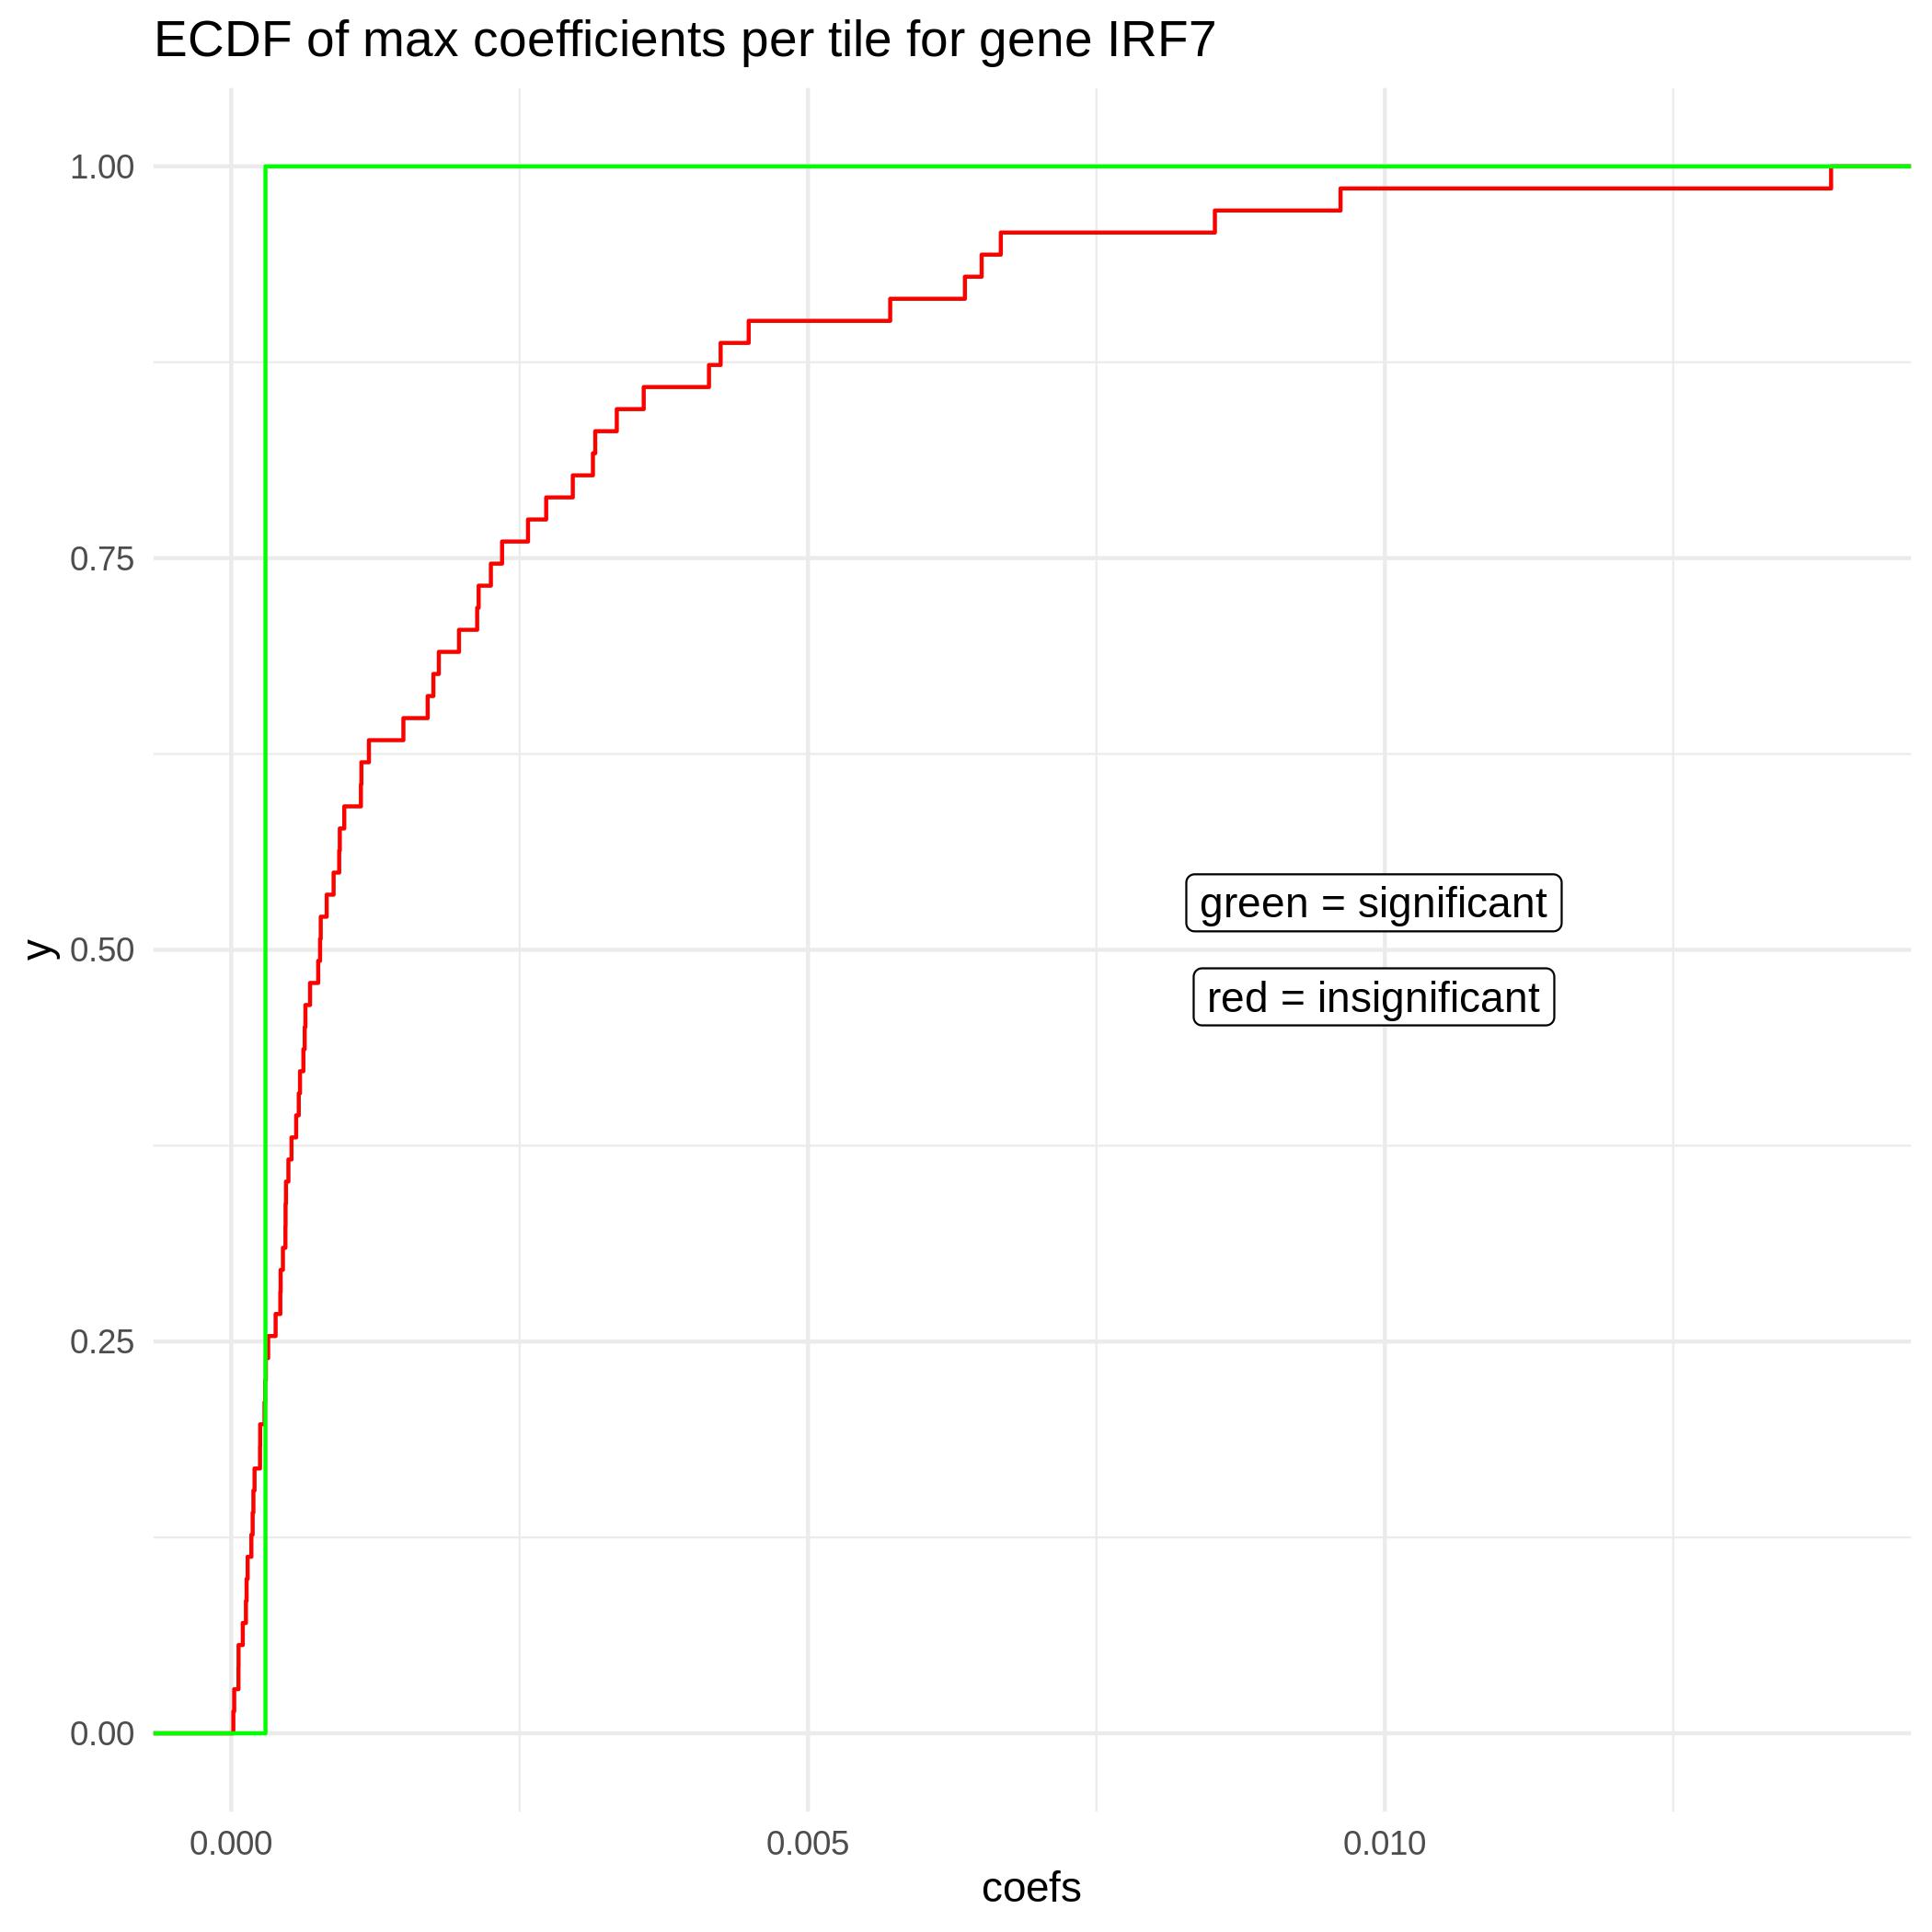 ECDF of max coefficients per tile for gene IRF7
1.00
0.75
0.50
0.25
0.00
y
green = significant
red = insignificant
0.000 0.005 0.010
coefs